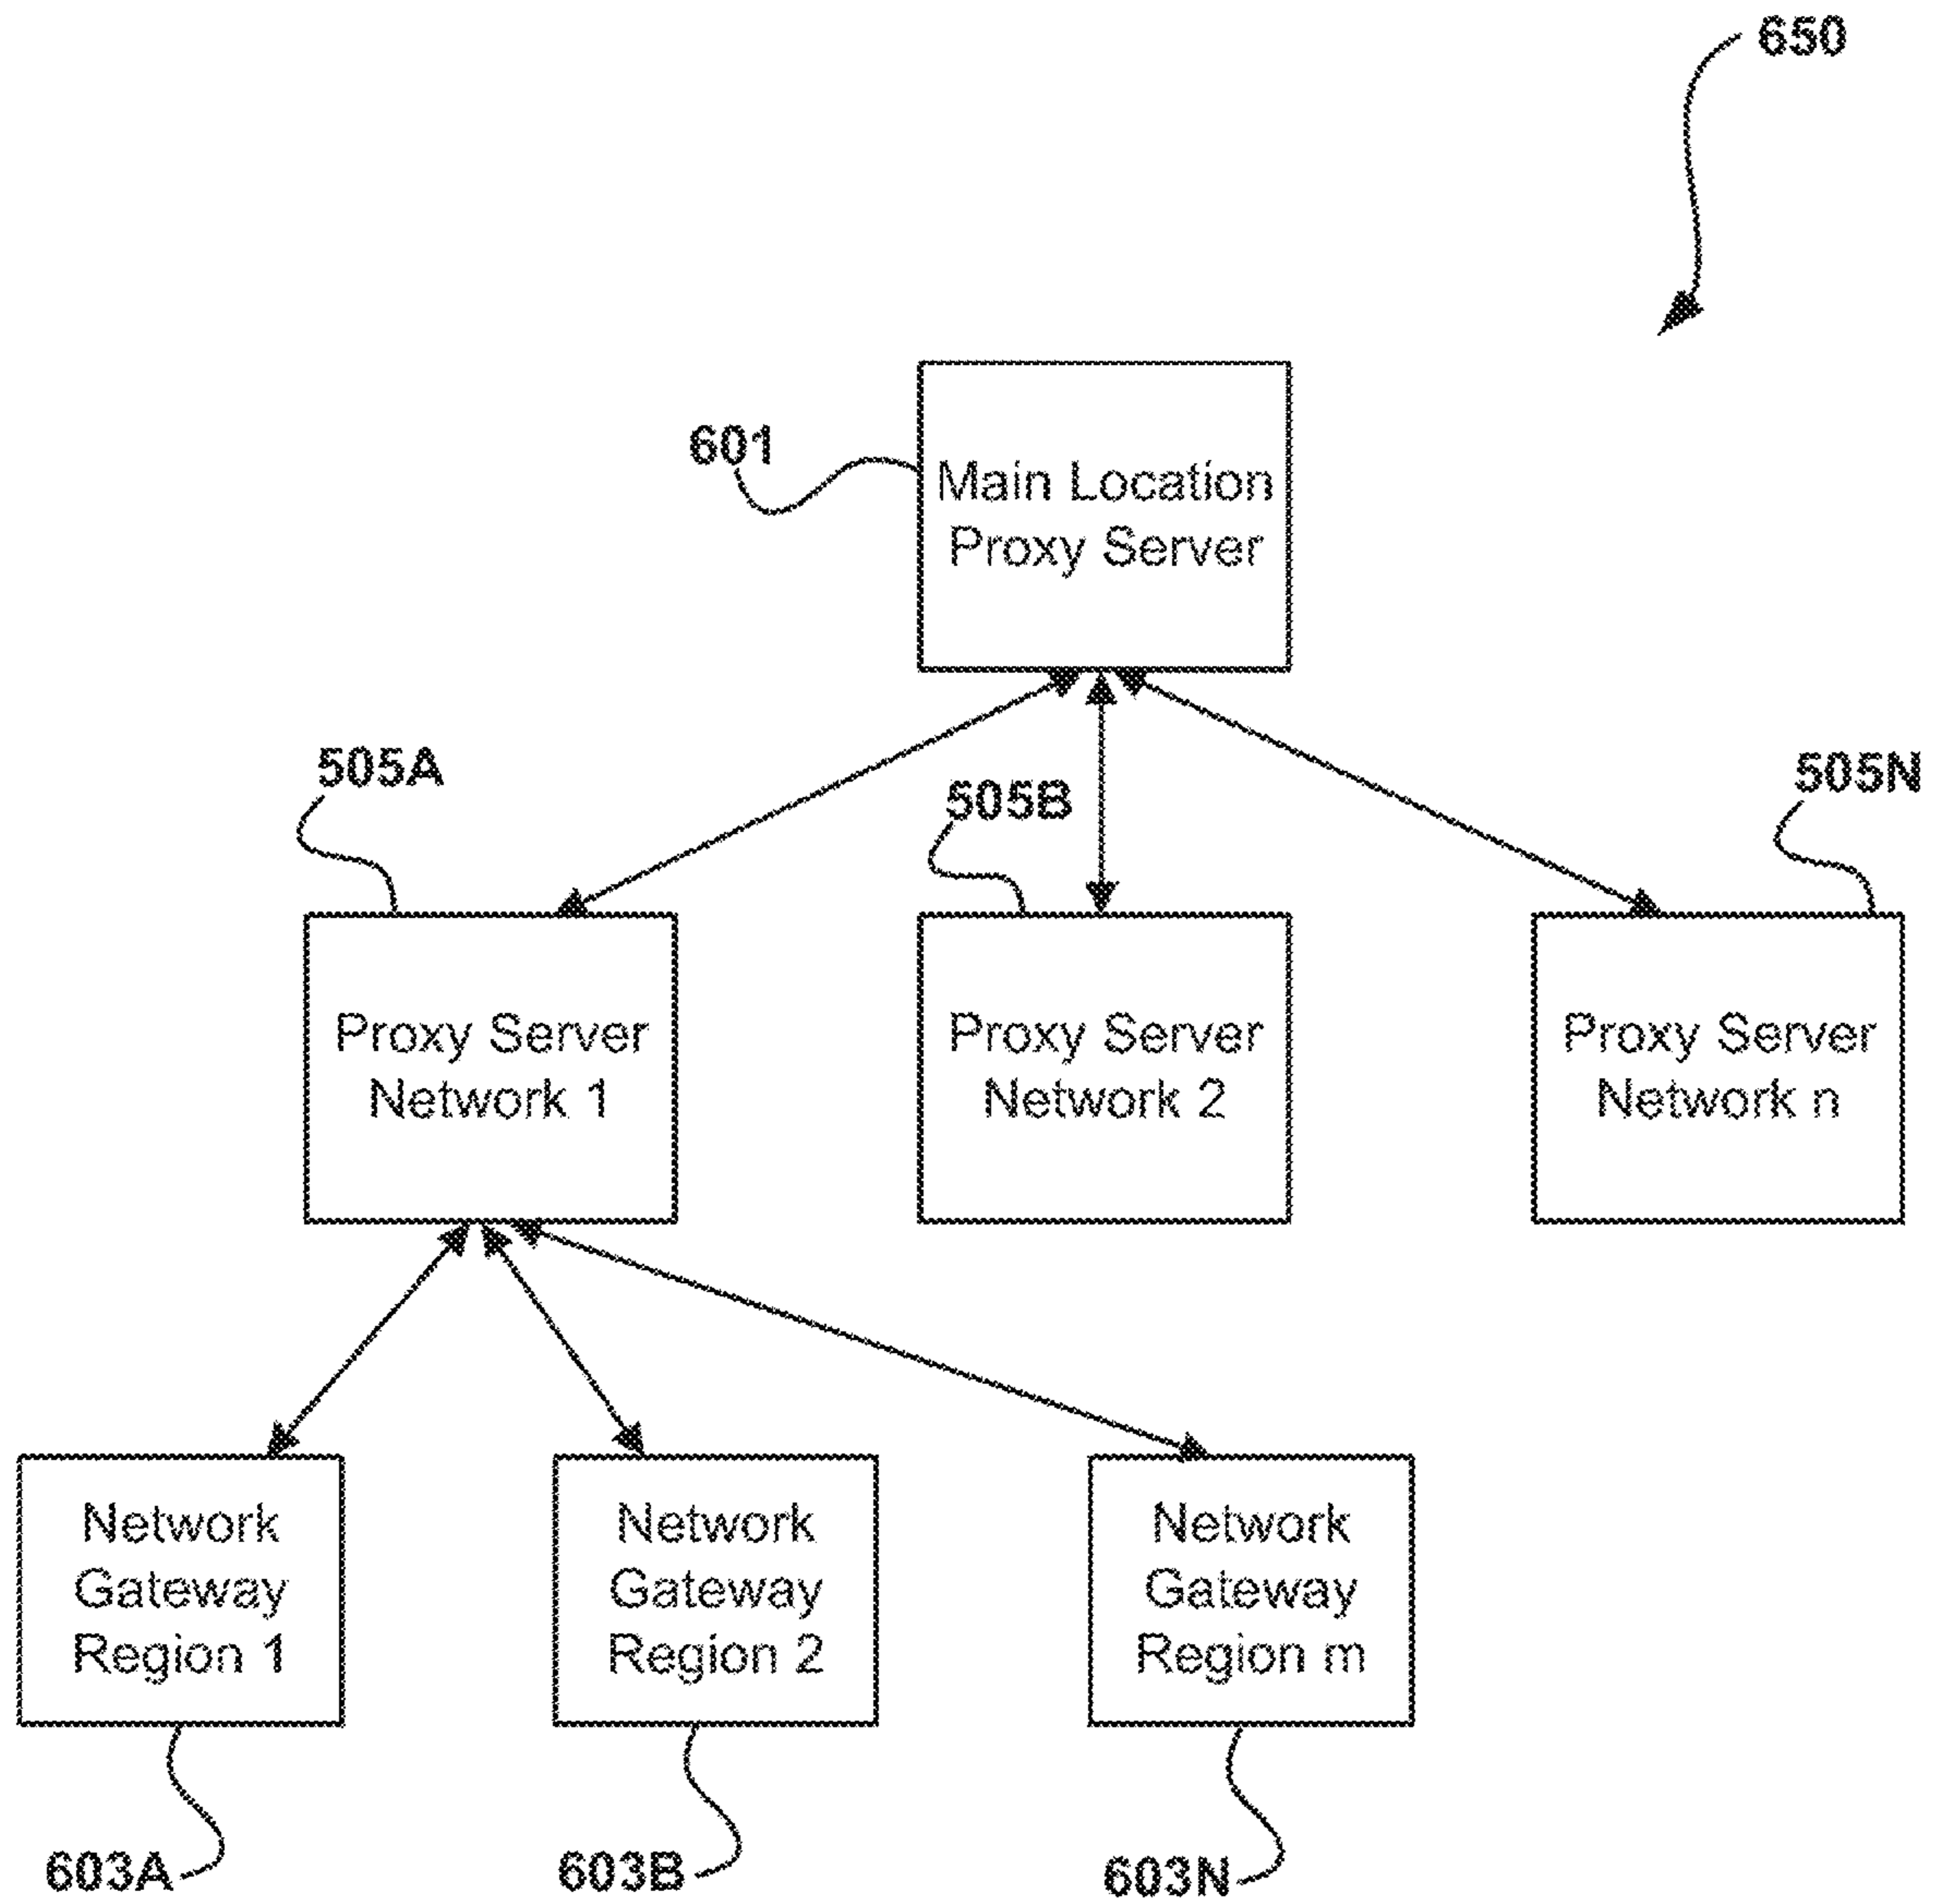 650
601
Main Location
Proxy Server
505A
505B
505N
Proxy Server
Network 1
Proxy Server
Network 2
Proxy Server
Network n
Network
Gateway
Region 1
Network
Gateway
Region 2
Network
Gateway
Region m
603A
603B
603N